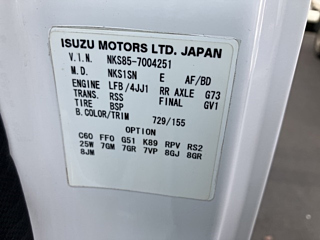 ISUZU MOTORS LTD. JAPAN
V.I.N. NKS85-7004251
M.D. NKS1SN E AF/BD
ENGINE LFB/4JJ1 RR AXLE G73
TRANS. RSS FINAL GV1
TIRE BSP
B.COLOR/TRIM 729/155
OPTION
C60 FF0 G51 K89 RPV RS2
25W 7GM 7GR 7VP 8GJ 8GR
8JM